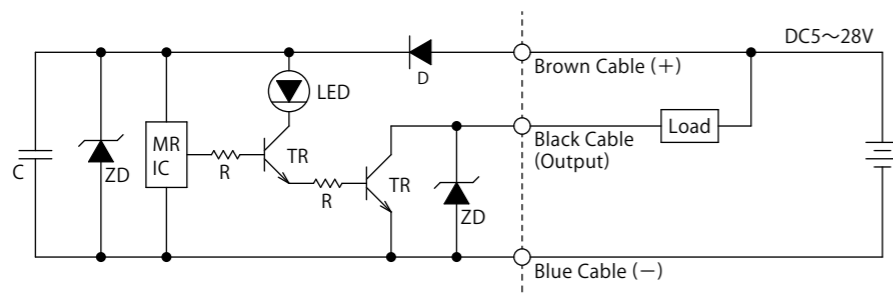 DC5～28V
D
Brown Cable (+)
LED
Black Cable
(Output)
Load
MR
IC
C
ZD
R
TR
R
TR
ZD
Blue Cable (−)